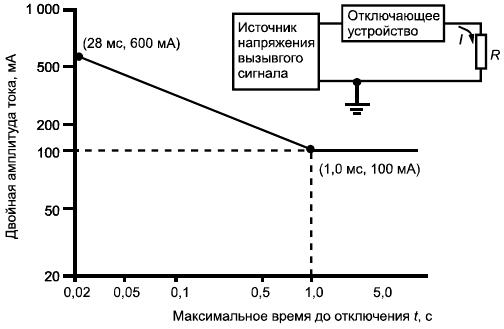 1 000
500
200
100
50
20
Двойная амплитуда тока, мА
(28 мс, 600 мА)
Источник
напряжения
вызывгого
сигнала
Отключающее
устройство
I
R
(1,0 мс, 100 мА)
0,02
0,05
0,1
0,5
1,0
5,0
Максимальное время до отключения t, с